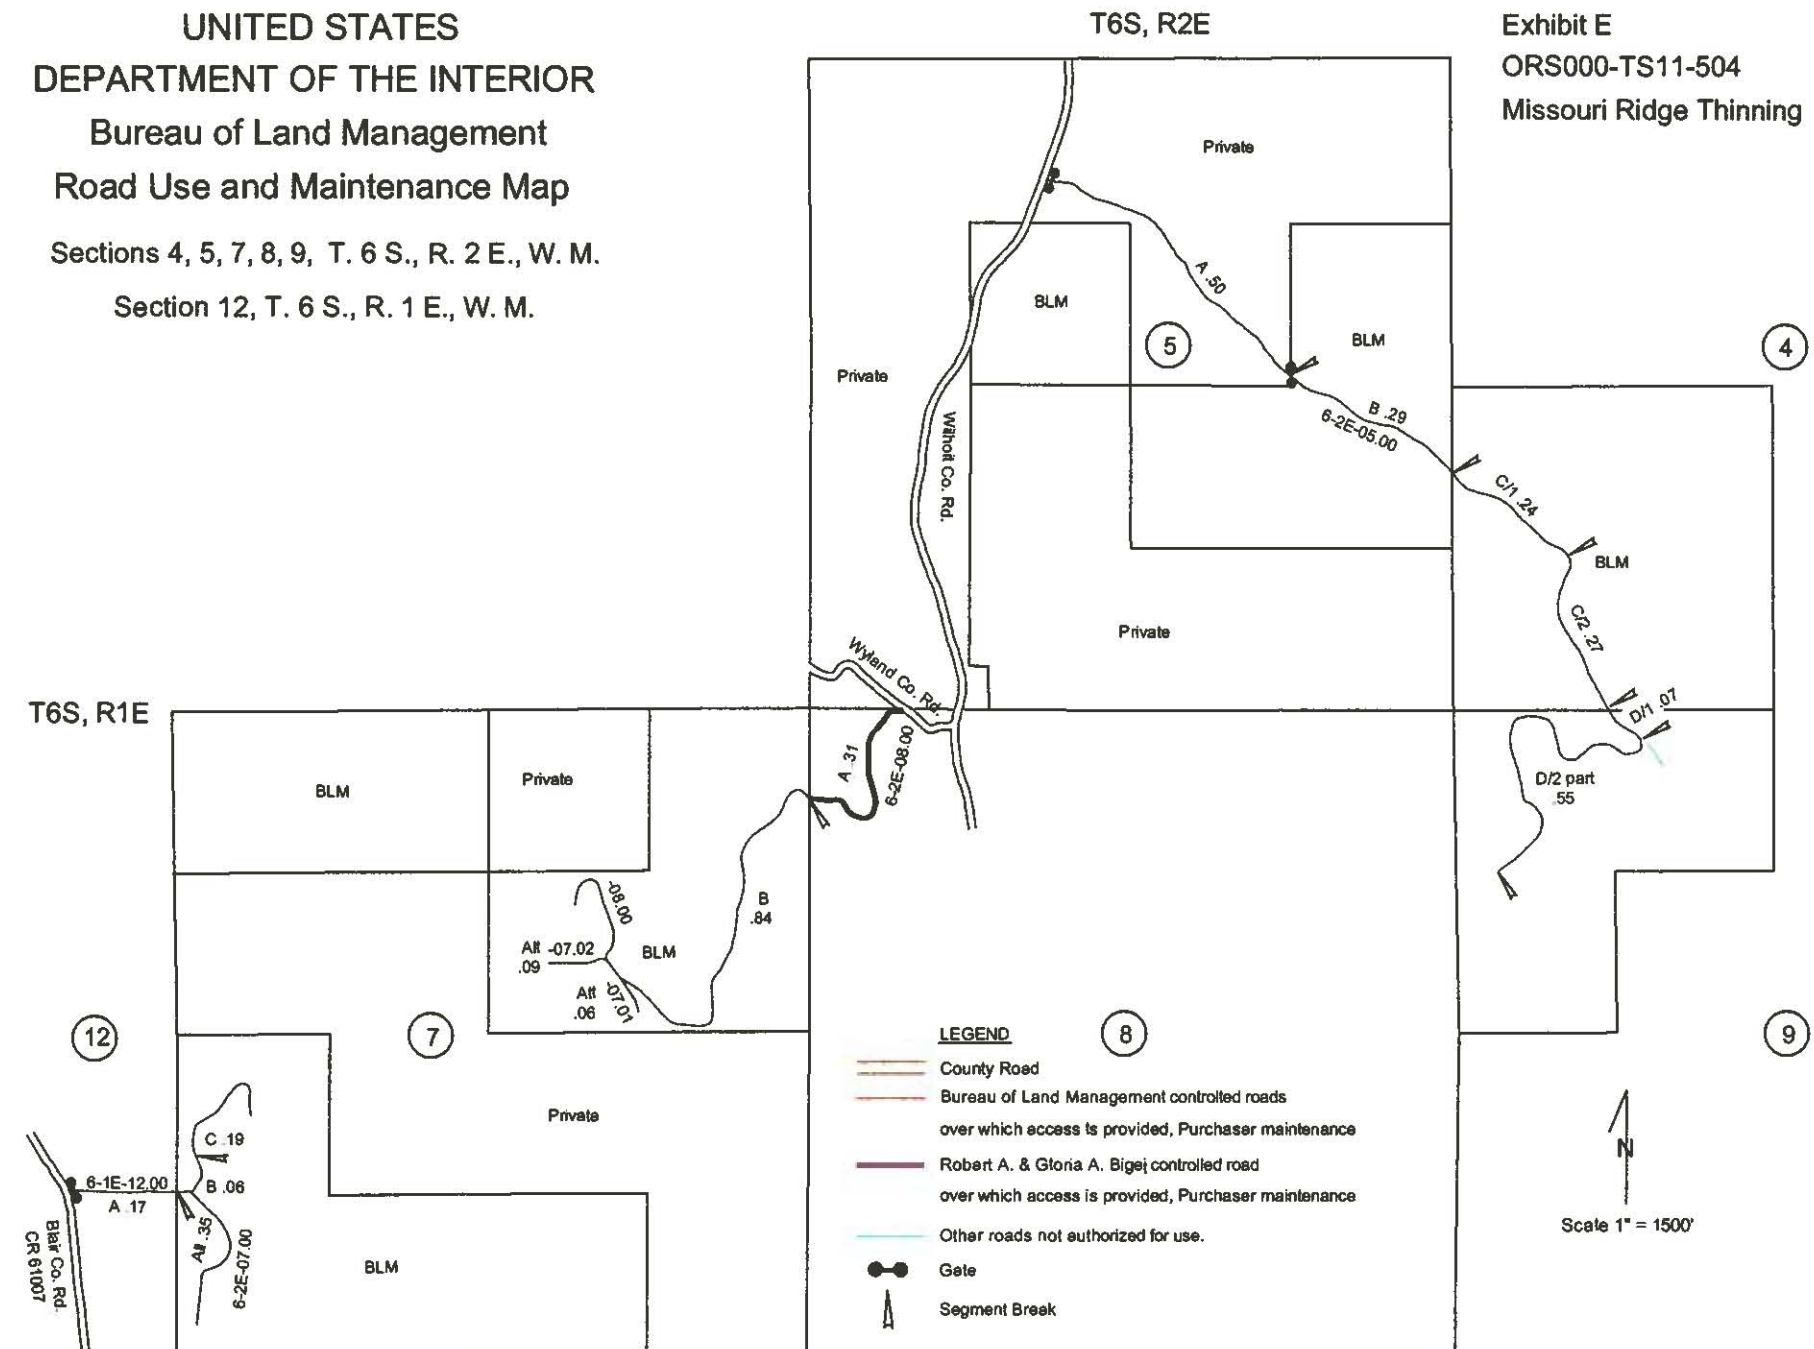 UNITED STATES
DEPARTMENT OF THE INTERIOR
Bureau of Land Management
Road Use and Maintenance Map
Sections 4, 5, 7, 8, 9, T. 6 S., R. 2 E., W. M.
Section 12, T. 6 S., R. 1 E., W. M.
T6S, R2E
Exhibit E
ORS000-TS11-504
Missouri Ridge Thinning
Private
A .50
BLM
5
BLM
4
Private
B .29
6-2E-05.00
Wilhoit Co. Rd.
C/1 .24
BLM
C/2 .27
Private
Wyland Co. Rd.
T6S, R1E
D/1 .07
A .31
6-2E-08.00
BLM
Private
D/2 part
.55
B
.84
-08.00
All -07.02
.09
BLM
All
.06
-07.01
12
7
8
9
LEGEND
County Road
Bureau of Land Management controlled roads
over which access is provided, Purchaser maintenance
Robert A. & Gloria A. Bigej controlled road
over which access is provided, Purchaser maintenance
Other roads not authorized for use.
Gate
Segment Break
N
Scale 1" = 1500'
Private
C .19
6-1E-12.00
A .17
B .06
All .35
6-2E-07.00
Blair Co. Rd.
CR 61007
BLM